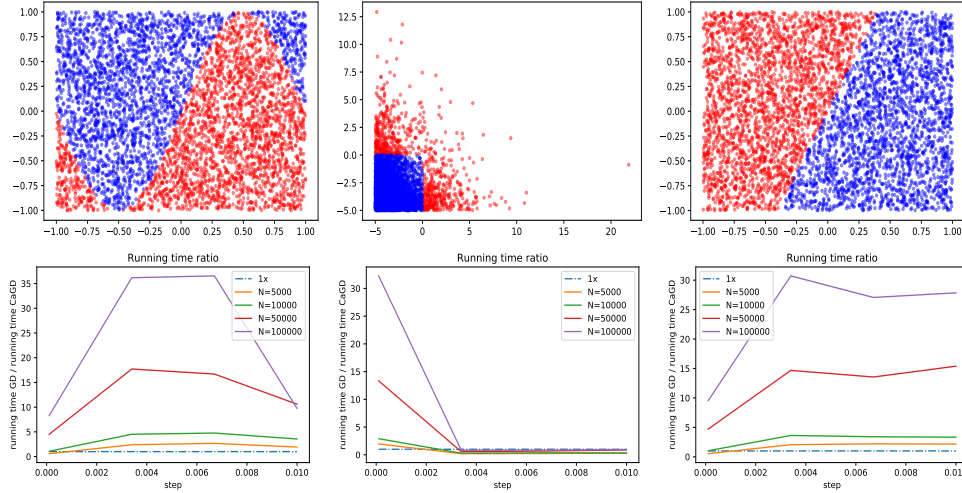 1.00
0.75
0.50
0.25
0.00
−0.25
−0.50
−0.75
−1.00
−1.00 −0.75 −0.50 −0.25 0.00 0.25 0.50 0.75 1.00
12.5
10.0
7.5
5.0
2.5
0.0
−2.5
−5.0
−5 0 5 10 15 20
1.00
0.75
0.50
0.25
0.00
−0.25
−0.50
−0.75
−1.00
−1.00 −0.75 −0.50 −0.25 0.00 0.25 0.50 0.75 1.00
Running time ratio
running time GD / running time CaGD
35
30
25
20
15
10
5
0
1x
N=5000
N=10000
N=50000
N=100000
0.000 0.002 0.004 0.006 0.008 0.010
step
Running time ratio
running time GD / running time CaGD
30
25
20
15
10
5
0
1x
N=5000
N=10000
N=50000
N=100000
0.000 0.002 0.004 0.006 0.008 0.010
step
Running time ratio
running time GD / running time CaGD
30
25
20
15
10
5
0
1x
N=5000
N=10000
N=50000
N=100000
0.000 0.002 0.004 0.006 0.008 0.010
step